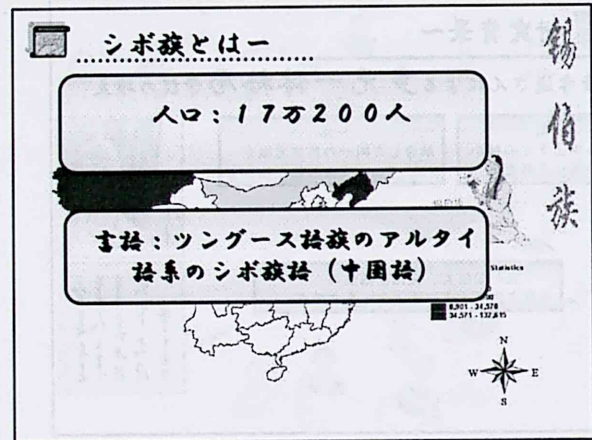 シボ族とはー
錫伯族
人口:17万200人
言語:ツングース語族のアルタイ
語系のシボ族語(中国語)
Statistics
8,901 - 34,570
34,571 - 132,615
N
W E
S